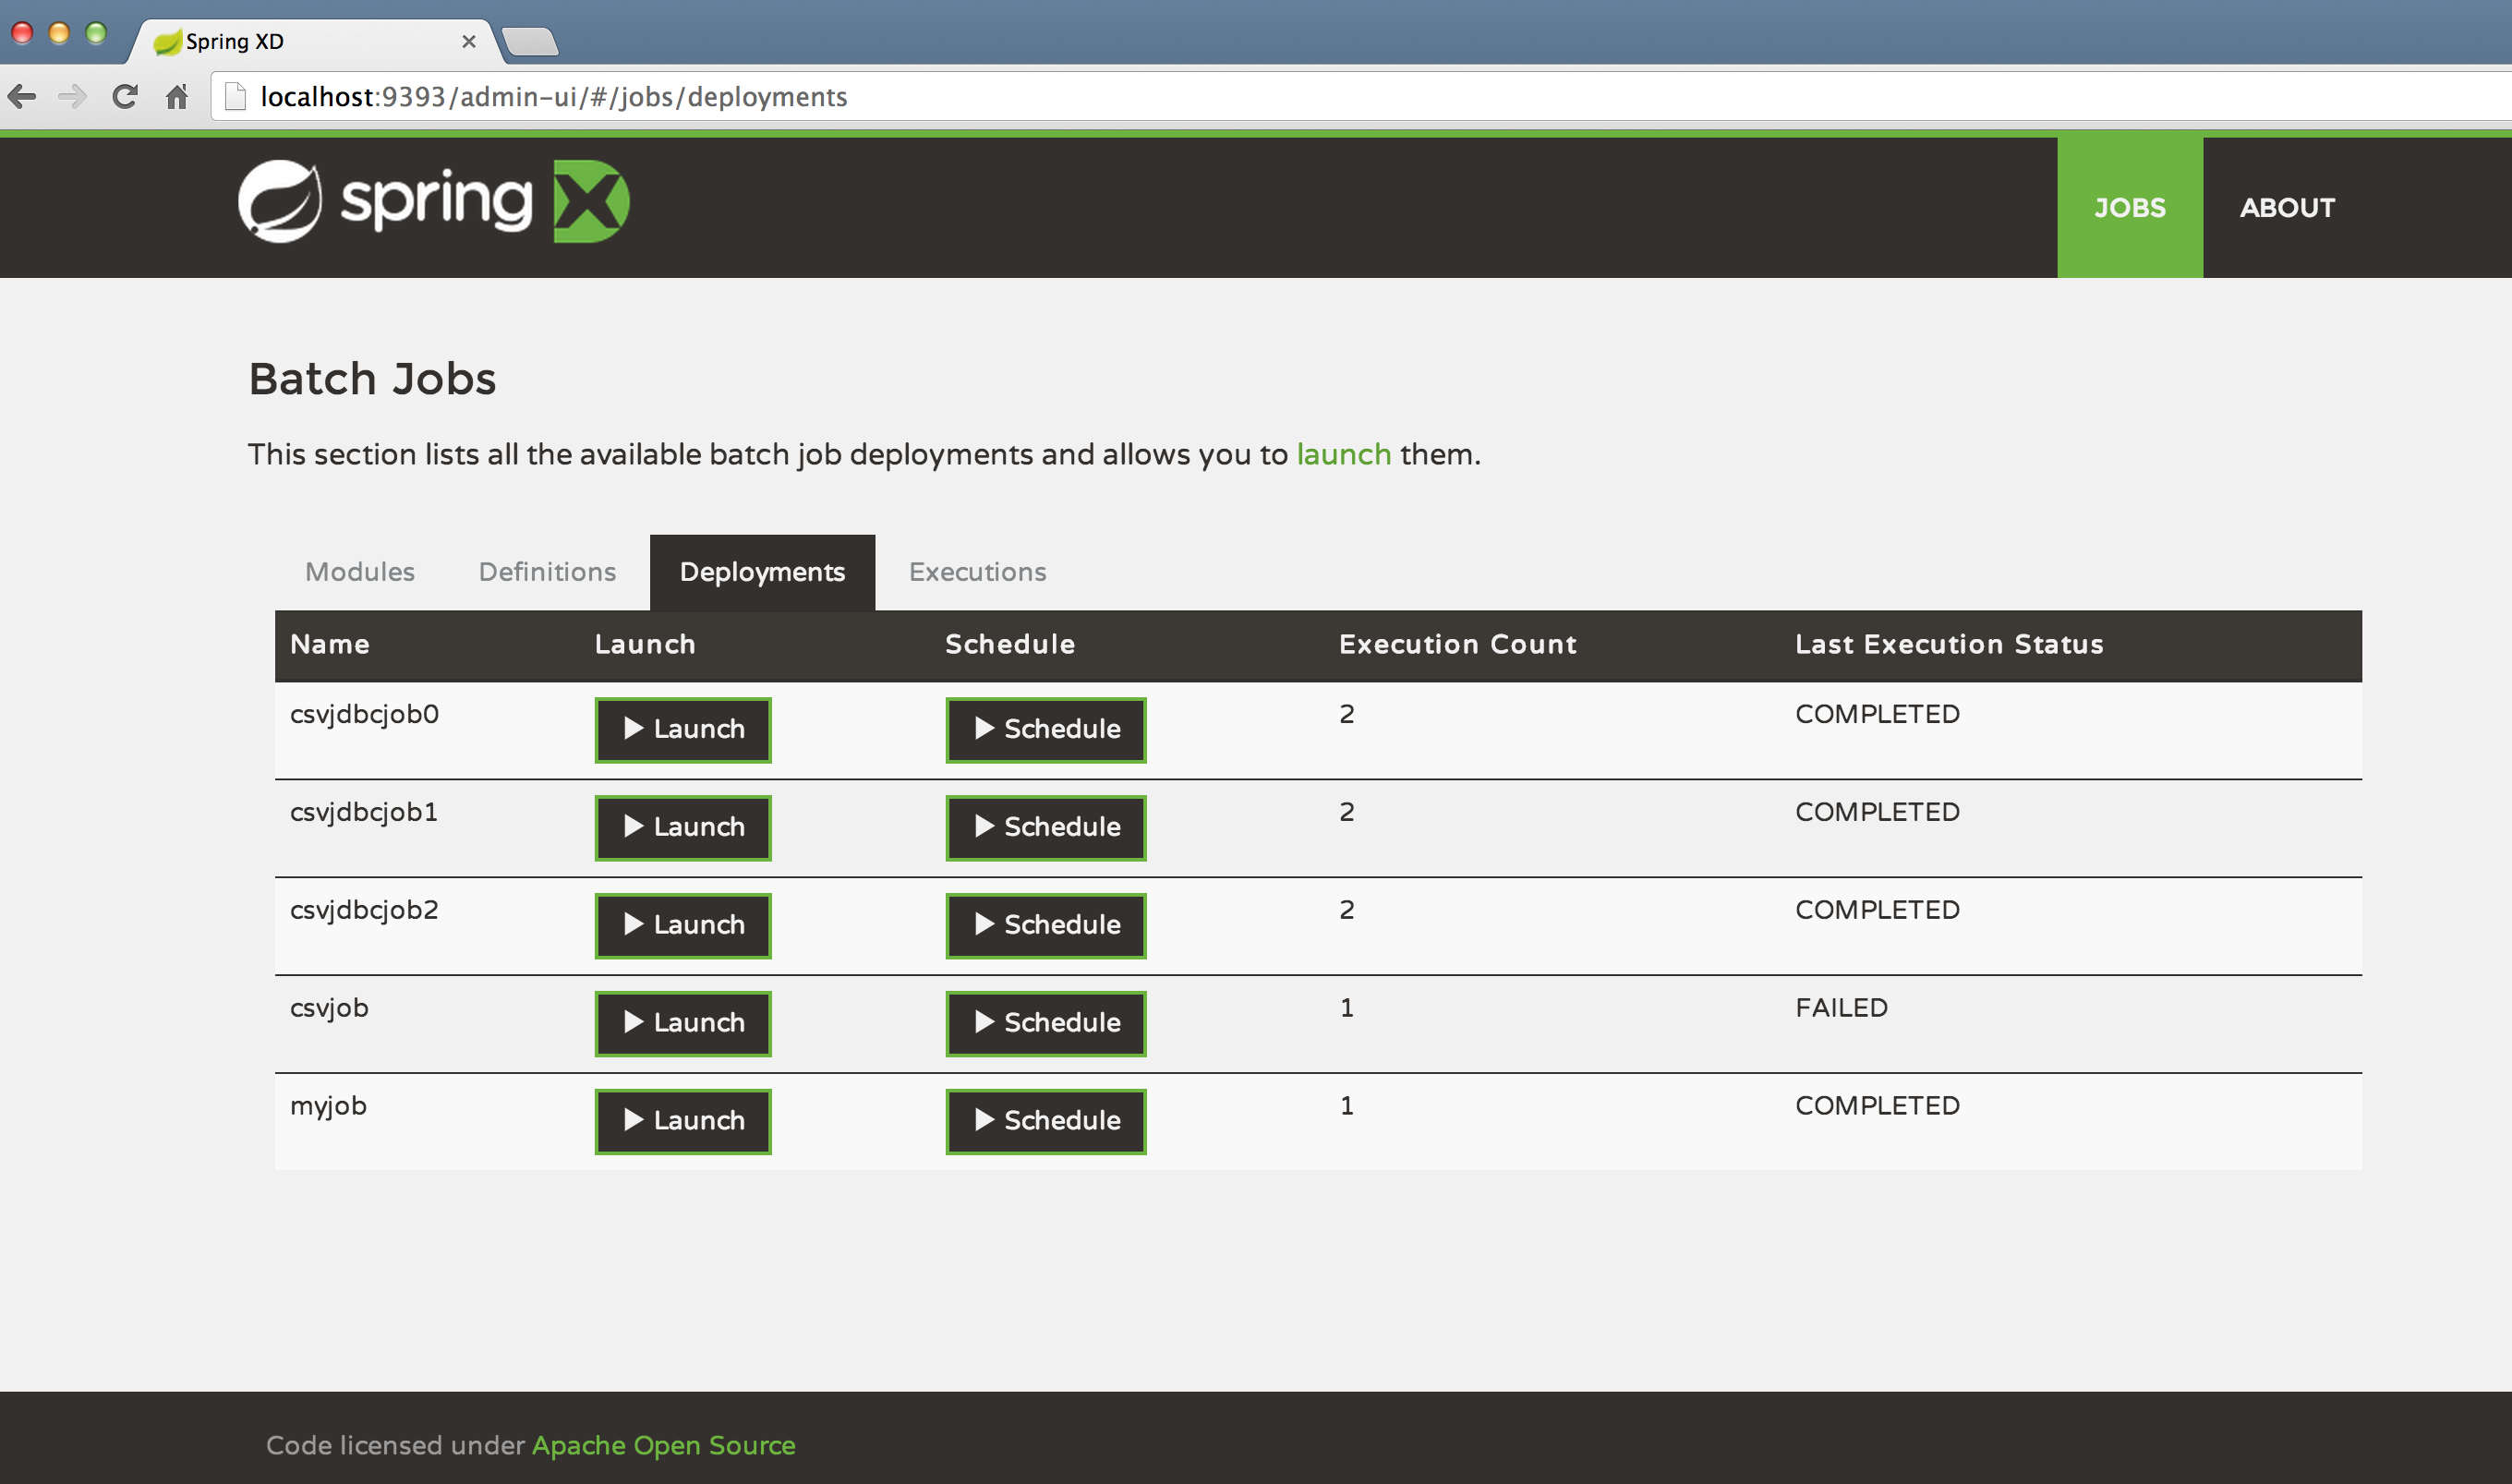 Spring XD
localhost:9393/admin-ui/#/jobs/deployments
spring XD
JOBS ABOUT
Batch Jobs
This section lists all the available batch job deployments and allows you to launch them.
Modules Definitions Deployments Executions
Name Launch Schedule Execution Count Last Execution Status
csvjdbcjob0 Launch Schedule 2 COMPLETED
csvjdbcjob1 Launch Schedule 2 COMPLETED
csvjdbcjob2 Launch Schedule 2 COMPLETED
csvjob Launch Schedule 1 FAILED
myjob Launch Schedule 1 COMPLETED
Code licensed under Apache Open Source